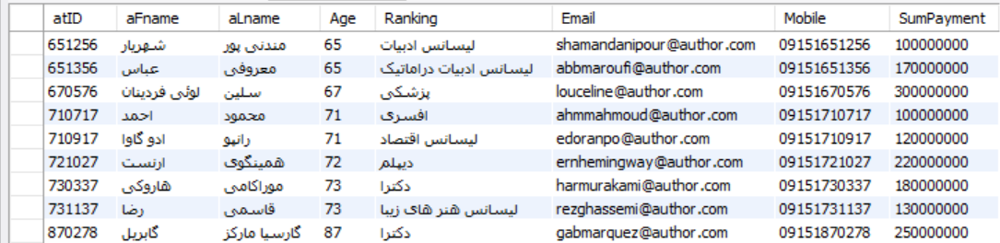 atID aFname aLname Age Ranking Email Mobile SumPayment
651256 شهریار مندنی پور 65 لیسانس ادبیات shamandanipour@author.com 09151651256 100000000
651356 عباس معروفی 65 لیسانس ادبیات دراماتیک abbmaroufi@author.com 09151651356 170000000
670576 لوئی فردینان سلین 67 پزشکی louceline@author.com 09151670576 300000000
710717 احمد محمود 71 افسری ahmmahmoud@author.com 09151710717 100000000
710917 ادو گاوا رانپو 71 لیسانس اقتصاد edoranpo@author.com 09151710917 120000000
721027 ارنست همینگوی 72 دیپلم ernhemingway@author.com 09151721027 220000000
730337 هاروکی موراکامی 73 دکترا harmurakami@author.com 09151730337 180000000
731137 رضا قاسمی 73 لیسانس هنر های زیبا rezghassemi@author.com 09151731137 130000000
870278 گابریل گارسیا مارکز 87 دکترا gabmarquez@author.com 09151870278 250000000